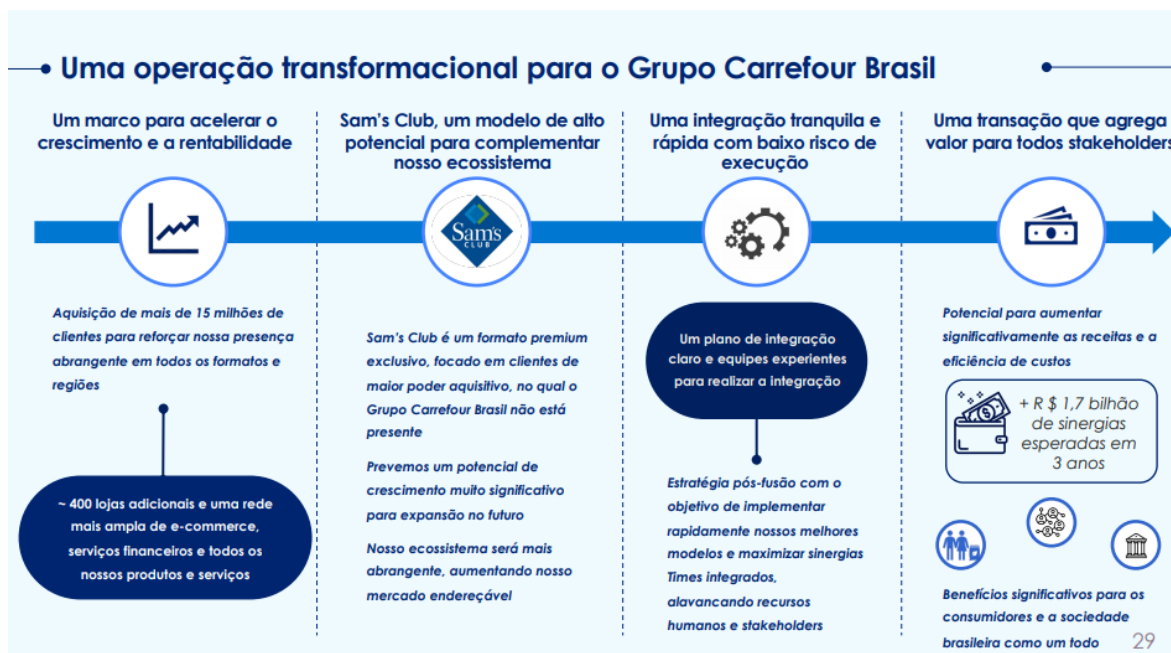 Uma operação transformacional para o Grupo Carrefour Brasil
Um marco para acelerar o
crescimento e a rentabilidade
Aquisição de mais de 15 milhões de
clientes para reforçar nossa presença
abrangente em todos os formatos e
regiões
~ 400 lojas adicionais e uma rede
mais ampla de e-commerce,
serviços financeiros e todos os
nossos produtos e serviços
Sam's Club, um modelo de alto
potencial para complementar
nosso ecossistema
Sam's
CLUB
Sam's Club é um formato premium
exclusivo, focado em clientes de
maior poder aquisitivo, no qual o
Grupo Carrefour Brasil não está
presente
Prevemos um potencial de
crescimento muito significativo
para expansão no futuro
Nosso ecossistema será mais
abrangente, aumentando nosso
mercado endereçável
Uma integração tranquila e
rápida com baixo risco de
execução
Um plano de integração
claro e equipes experientes
para realizar a integração
Estratégia pós-fusão com o
objetivo de implementar
rapidamente nossos melhores
modelos e maximizar sinergias
Times integrados,
alavancando recursos
humanos e stakeholders
Uma transação que agrega
valor para todos stakeholders
Potencial para aumentar
significativamente as receitas e a
eficiência de custos
+ R $ 1,7 bilhão
de sinergias
esperadas em
3 anos
Benefícios significativos para os
consumidores e a sociedade
brasileira como um todo
29